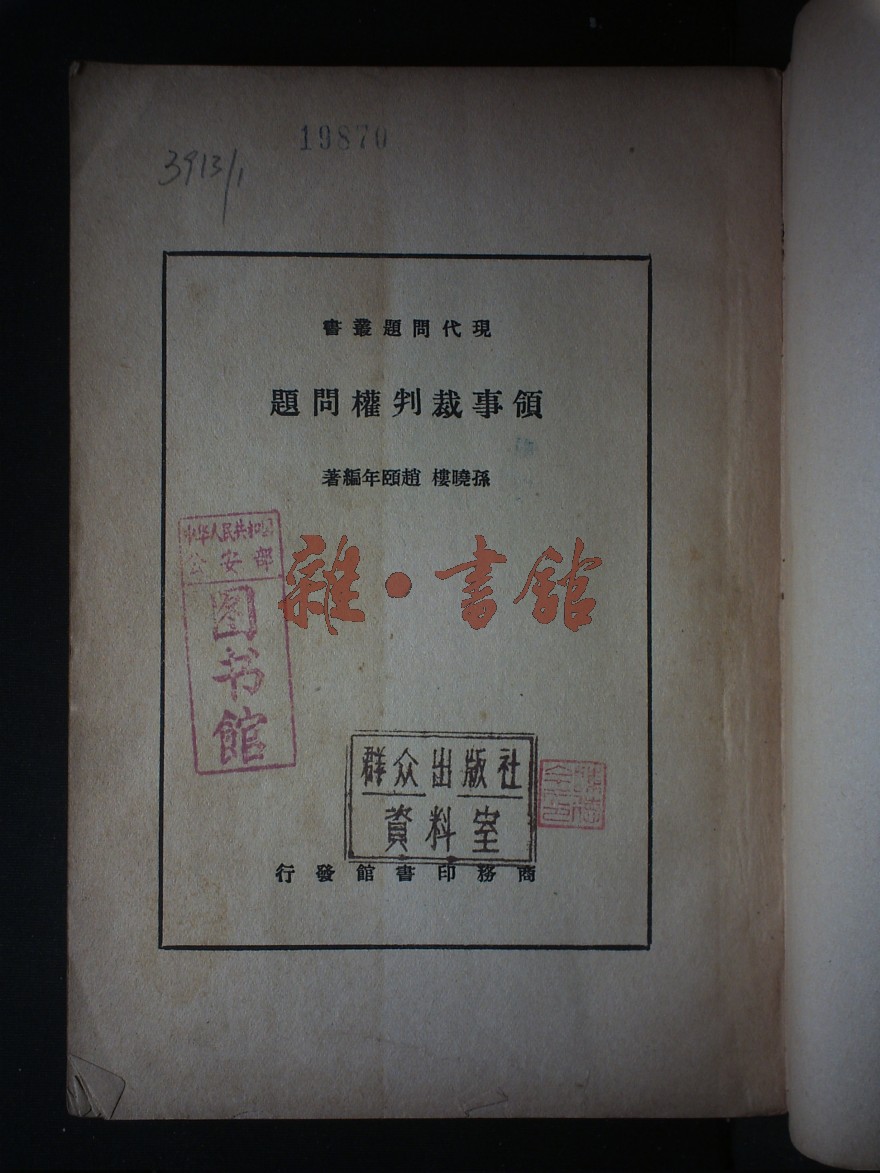 19870
3913/1
現代問題叢書
領事裁判權問題
孫曉樓 趙頤年編著
中华人民共和国
公安部
图书馆
雜·書館
群众出版社
資料室
商務印書館發行